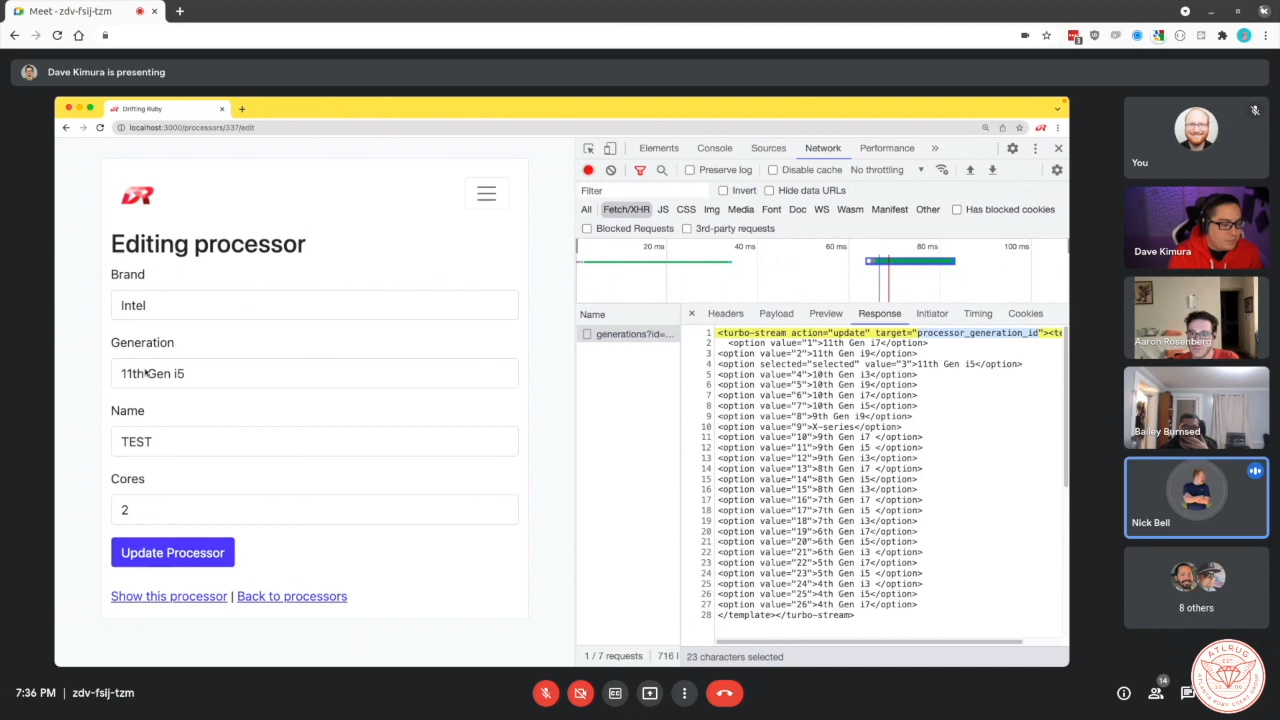 Meet - zdv-fsij-tzm
Dave Kimura is presenting
Drifting Ruby
localhost:3000/processors/337/edit
DR
Editing processor
Brand
Intel
Generation
11th Gen i5
Name
TEST
Cores
2
Update Processor
Show this processor | Back to processors
Elements Console Sources Network Performance »
Preserve log Disable cache No throttling
Filter Invert Hide data URLs
All Fetch/XHR JS CSS Img Media Font Doc WS Wasm Manifest Other Has blocked cookies
Blocked Requests 3rd-party requests
20 ms 40 ms 60 ms 80 ms 100 ms
Name
generations?id=...
Headers Payload Preview Response Initiator Timing Cookies
1 <turbo-stream action="update" target="processor_generation_id"><te
2 <option value="1">11th Gen i7</option>
3 <option value="2">11th Gen i9</option>
4 <option selected="selected" value="3">11th Gen i5</option>
5 <option value="4">10th Gen i3</option>
6 <option value="5">10th Gen i9</option>
7 <option value="6">10th Gen i7</option>
8 <option value="7">10th Gen i5</option>
9 <option value="8">9th Gen i9</option>
10 <option value="9">X-series</option>
11 <option value="10">9th Gen i7 </option>
12 <option value="11">9th Gen i5 </option>
13 <option value="12">9th Gen i3</option>
14 <option value="13">8th Gen i7 </option>
15 <option value="14">8th Gen i5</option>
16 <option value="15">8th Gen i3</option>
17 <option value="16">7th Gen i7 </option>
18 <option value="17">7th Gen i5 </option>
19 <option value="18">7th Gen i3</option>
20 <option value="19">6th Gen i7</option>
21 <option value="20">6th Gen i5</option>
22 <option value="21">6th Gen i3 </option>
23 <option value="22">5th Gen i7</option>
24 <option value="23">5th Gen i5 </option>
25 <option value="24">4th Gen i3 </option>
26 <option value="25">4th Gen i5</option>
27 <option value="26">4th Gen i7</option>
28 </template></turbo-stream>
1 / 7 requests 716
23 characters selected
You
Dave Kimura
Aaron Rosenberg
Bailey Burnsed
Nick Bell
8 others
7:36 PM | zdv-fsij-tzm
14
ATLRUG
ATLANTA RUBY USERS GROUP